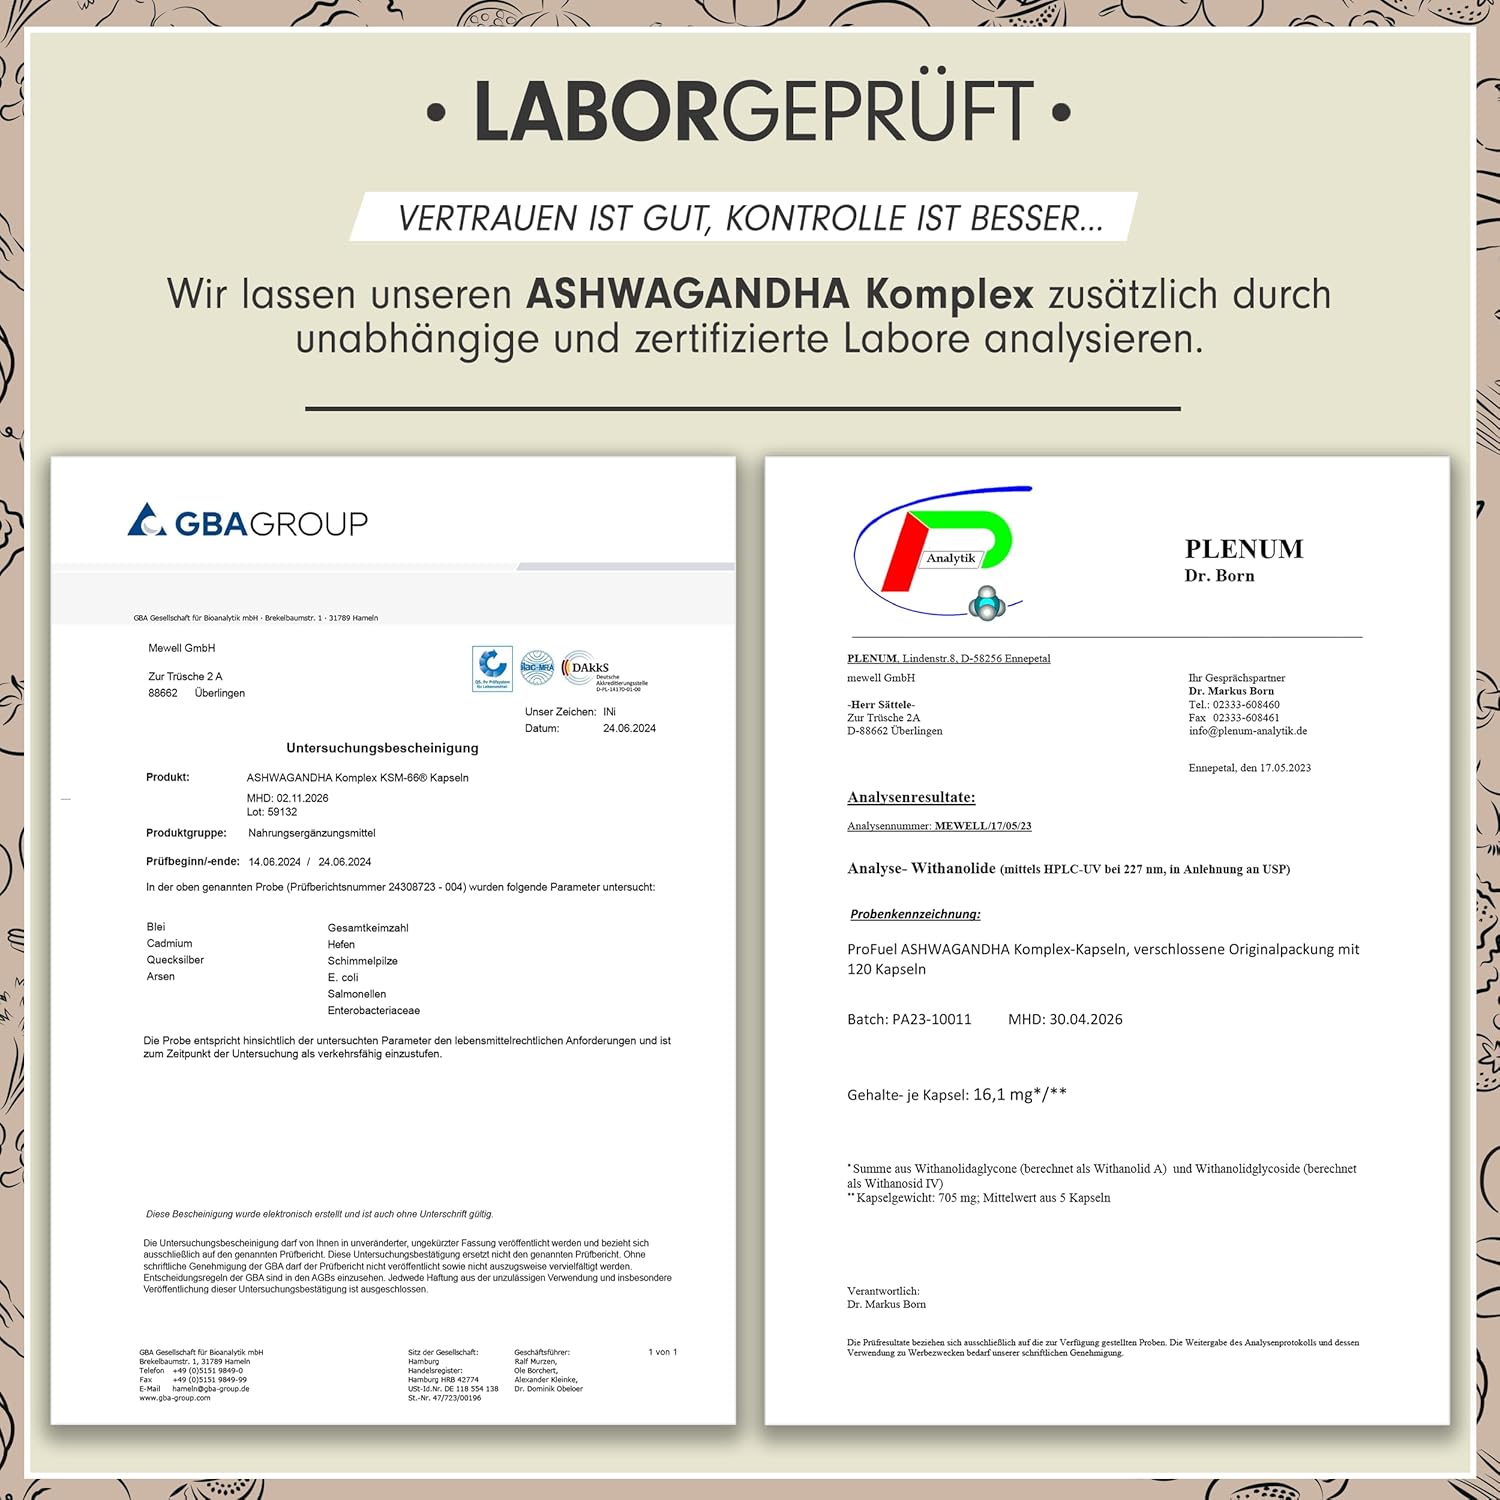 • LABORGEPRÜFT •
VERTRAUEN IST GUT, KONTROLLE IST BESSER...
Wir lassen unseren ASHWAGANDHA Komplex zusätzlich durch
unabhängige und zertifizierte Labore analysieren.
GBAGROUP
GBA Gesellschaft für Bioanalytik mbH · Brekelbaumstr. 1 · 31789 Hameln
Mewell GmbH
Zur Trüsche 2 A
88662 Überlingen
QS. Ihr Prüfsystem
für Lebensmittel
ilac-MRA
DAkkS
Deutsche
Akkreditierungsstelle
D-PL-14170-01-00
Unser Zeichen: INi
Datum: 24.06.2024
Untersuchungsbescheinigung
Produkt: ASHWAGANDHA Komplex KSM-66® Kapseln
MHD: 02.11.2026
Lot: 59132
Produktgruppe: Nahrungsergänzungsmittel
Prüfbeginn/-ende: 14.06.2024 / 24.06.2024
In der oben genannten Probe (Prüfberichtsnummer 24308723 - 004) wurden folgende Parameter untersucht:
Blei Gesamtkeimzahl
Cadmium Hefen
Quecksilber Schimmelpilze
Arsen E. coli
Salmonellen
Enterobacteriaceae
Die Probe entspricht hinsichtlich der untersuchten Parameter den lebensmittelrechtlichen Anforderungen und ist
zum Zeitpunkt der Untersuchung als verkehrsfähig einzustufen.
Diese Bescheinigung wurde elektronisch erstellt und ist auch ohne Unterschrift gültig.
Die Untersuchungsbescheinigung darf von Ihnen in unveränderter, ungekürzter Fassung veröffentlicht werden und bezieht sich
ausschließlich auf den genannten Prüfbericht. Diese Untersuchungsbestätigung ersetzt nicht den genannten Prüfbericht. Ohne
schriftliche Genehmigung der GBA darf der Prüfbericht nicht veröffentlicht sowie nicht auszugsweise vervielfältigt werden.
Entscheidungsregeln der GBA sind in den AGBs einzusehen. Jedwede Haftung aus der unzulässigen Verwendung und insbesondere
Veröffentlichung dieser Untersuchungsbestätigung ist ausgeschlossen.
GBA Gesellschaft für Bioanalytik mbH Sitz der Gesellschaft: Geschäftsführer: 1 von 1
Brekelbaumstr. 1, 31789 Hameln Hamburg Ralf Murzen,
Telefon +49 (0)5151 9849-0 Handelsregister: Ole Borchert,
Fax +49 (0)5151 9849-99 Hamburg HRB 42774 Alexander Kleinke,
E-Mail hameln@gba-group.de USt-Id.Nr. DE 118 554 138 Dr. Dominik Obeloer
www.gba-group.com St.-Nr. 47/723/00196
Analytik
PLENUM
Dr. Born
PLENUM, Lindenstr.8, D-58256 Ennepetal
mewell GmbH Ihr Gesprächspartner
Dr. Markus Born
-Herr Sättele- Tel.: 02333-608460
Zur Trüsche 2A Fax 02333-608461
D-88662 Überlingen info@plenum-analytik.de
Ennepetal, den 17.05.2023
Analysenresultate:
Analysennummer: MEWELL/17/05/23
Analyse- Withanolide (mittels HPLC-UV bei 227 nm, in Anlehnung an USP)
Probenkennzeichnung:
ProFuel ASHWAGANDHA Komplex-Kapseln, verschlossene Originalpackung mit
120 Kapseln
Batch: PA23-10011 MHD: 30.04.2026
Gehalte- je Kapsel: 16,1 mg*/**
* Summe aus Withanolidaglycone (berechnet als Withanolid A) und Withanolidglycoside (berechnet
als Withanosid IV)
** Kapselgewicht: 705 mg; Mittelwert aus 5 Kapseln
Verantwortlich:
Dr. Markus Born
Die Prüfresultate beziehen sich ausschließlich auf die zur Verfügung gestellten Proben. Die Weitergabe des Analysenprotokolls und dessen
Verwendung zu Werbezwecken bedarf unserer schriftlichen Genehmigung.